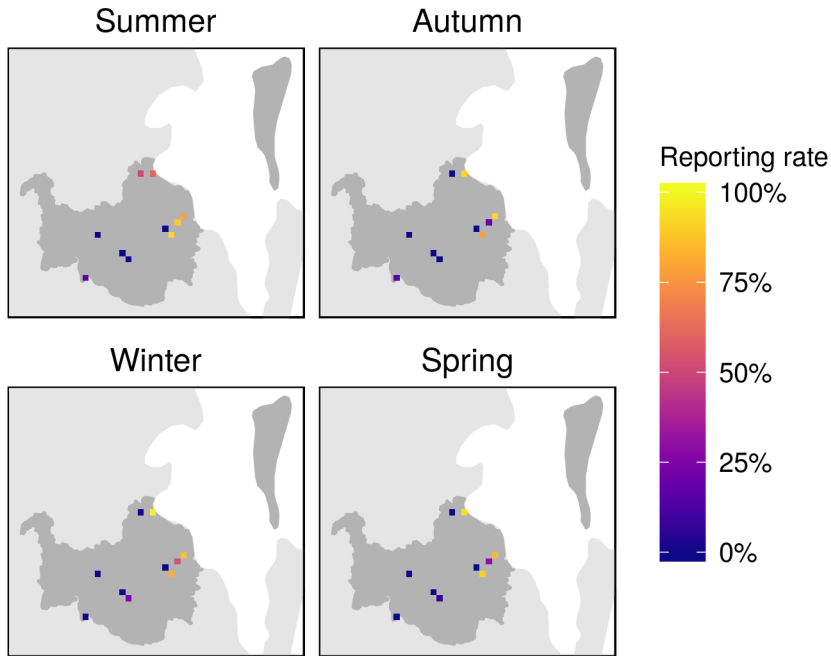 Summer
Autumn
Winter
Spring
Reporting rate
100%
75%
50%
25%
0%